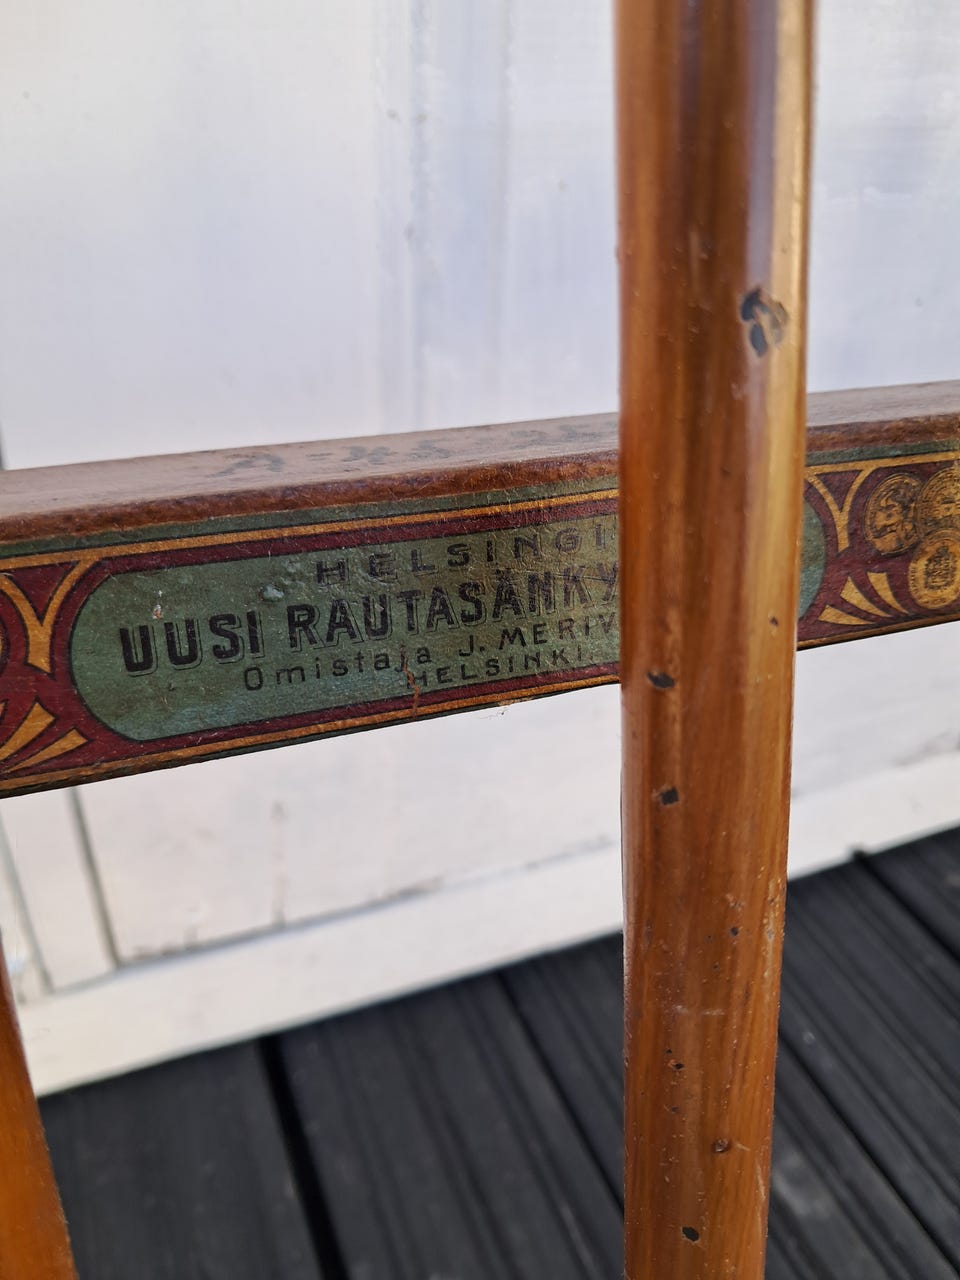 HELSINGI
UUSI RAUTASÄNKY
Omistaja J. MERIV
HELSINKI.